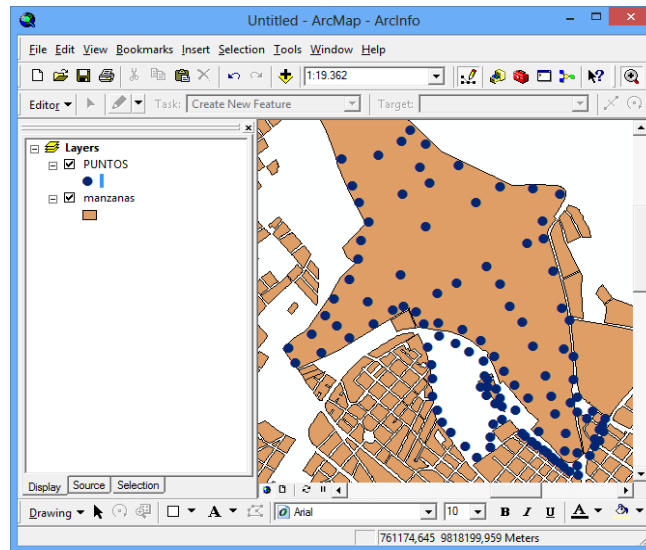 Untitled - ArcMap - ArcInfo
File Edit View Bookmarks Insert Selection Tools Window Help
1:19.362
Editor Task: Create New Feature Target:
Layers
PUNTOS
manzanas
Display Source Selection
Drawing A Arial 10 B I U A
761174,645 9818199,959 Meters